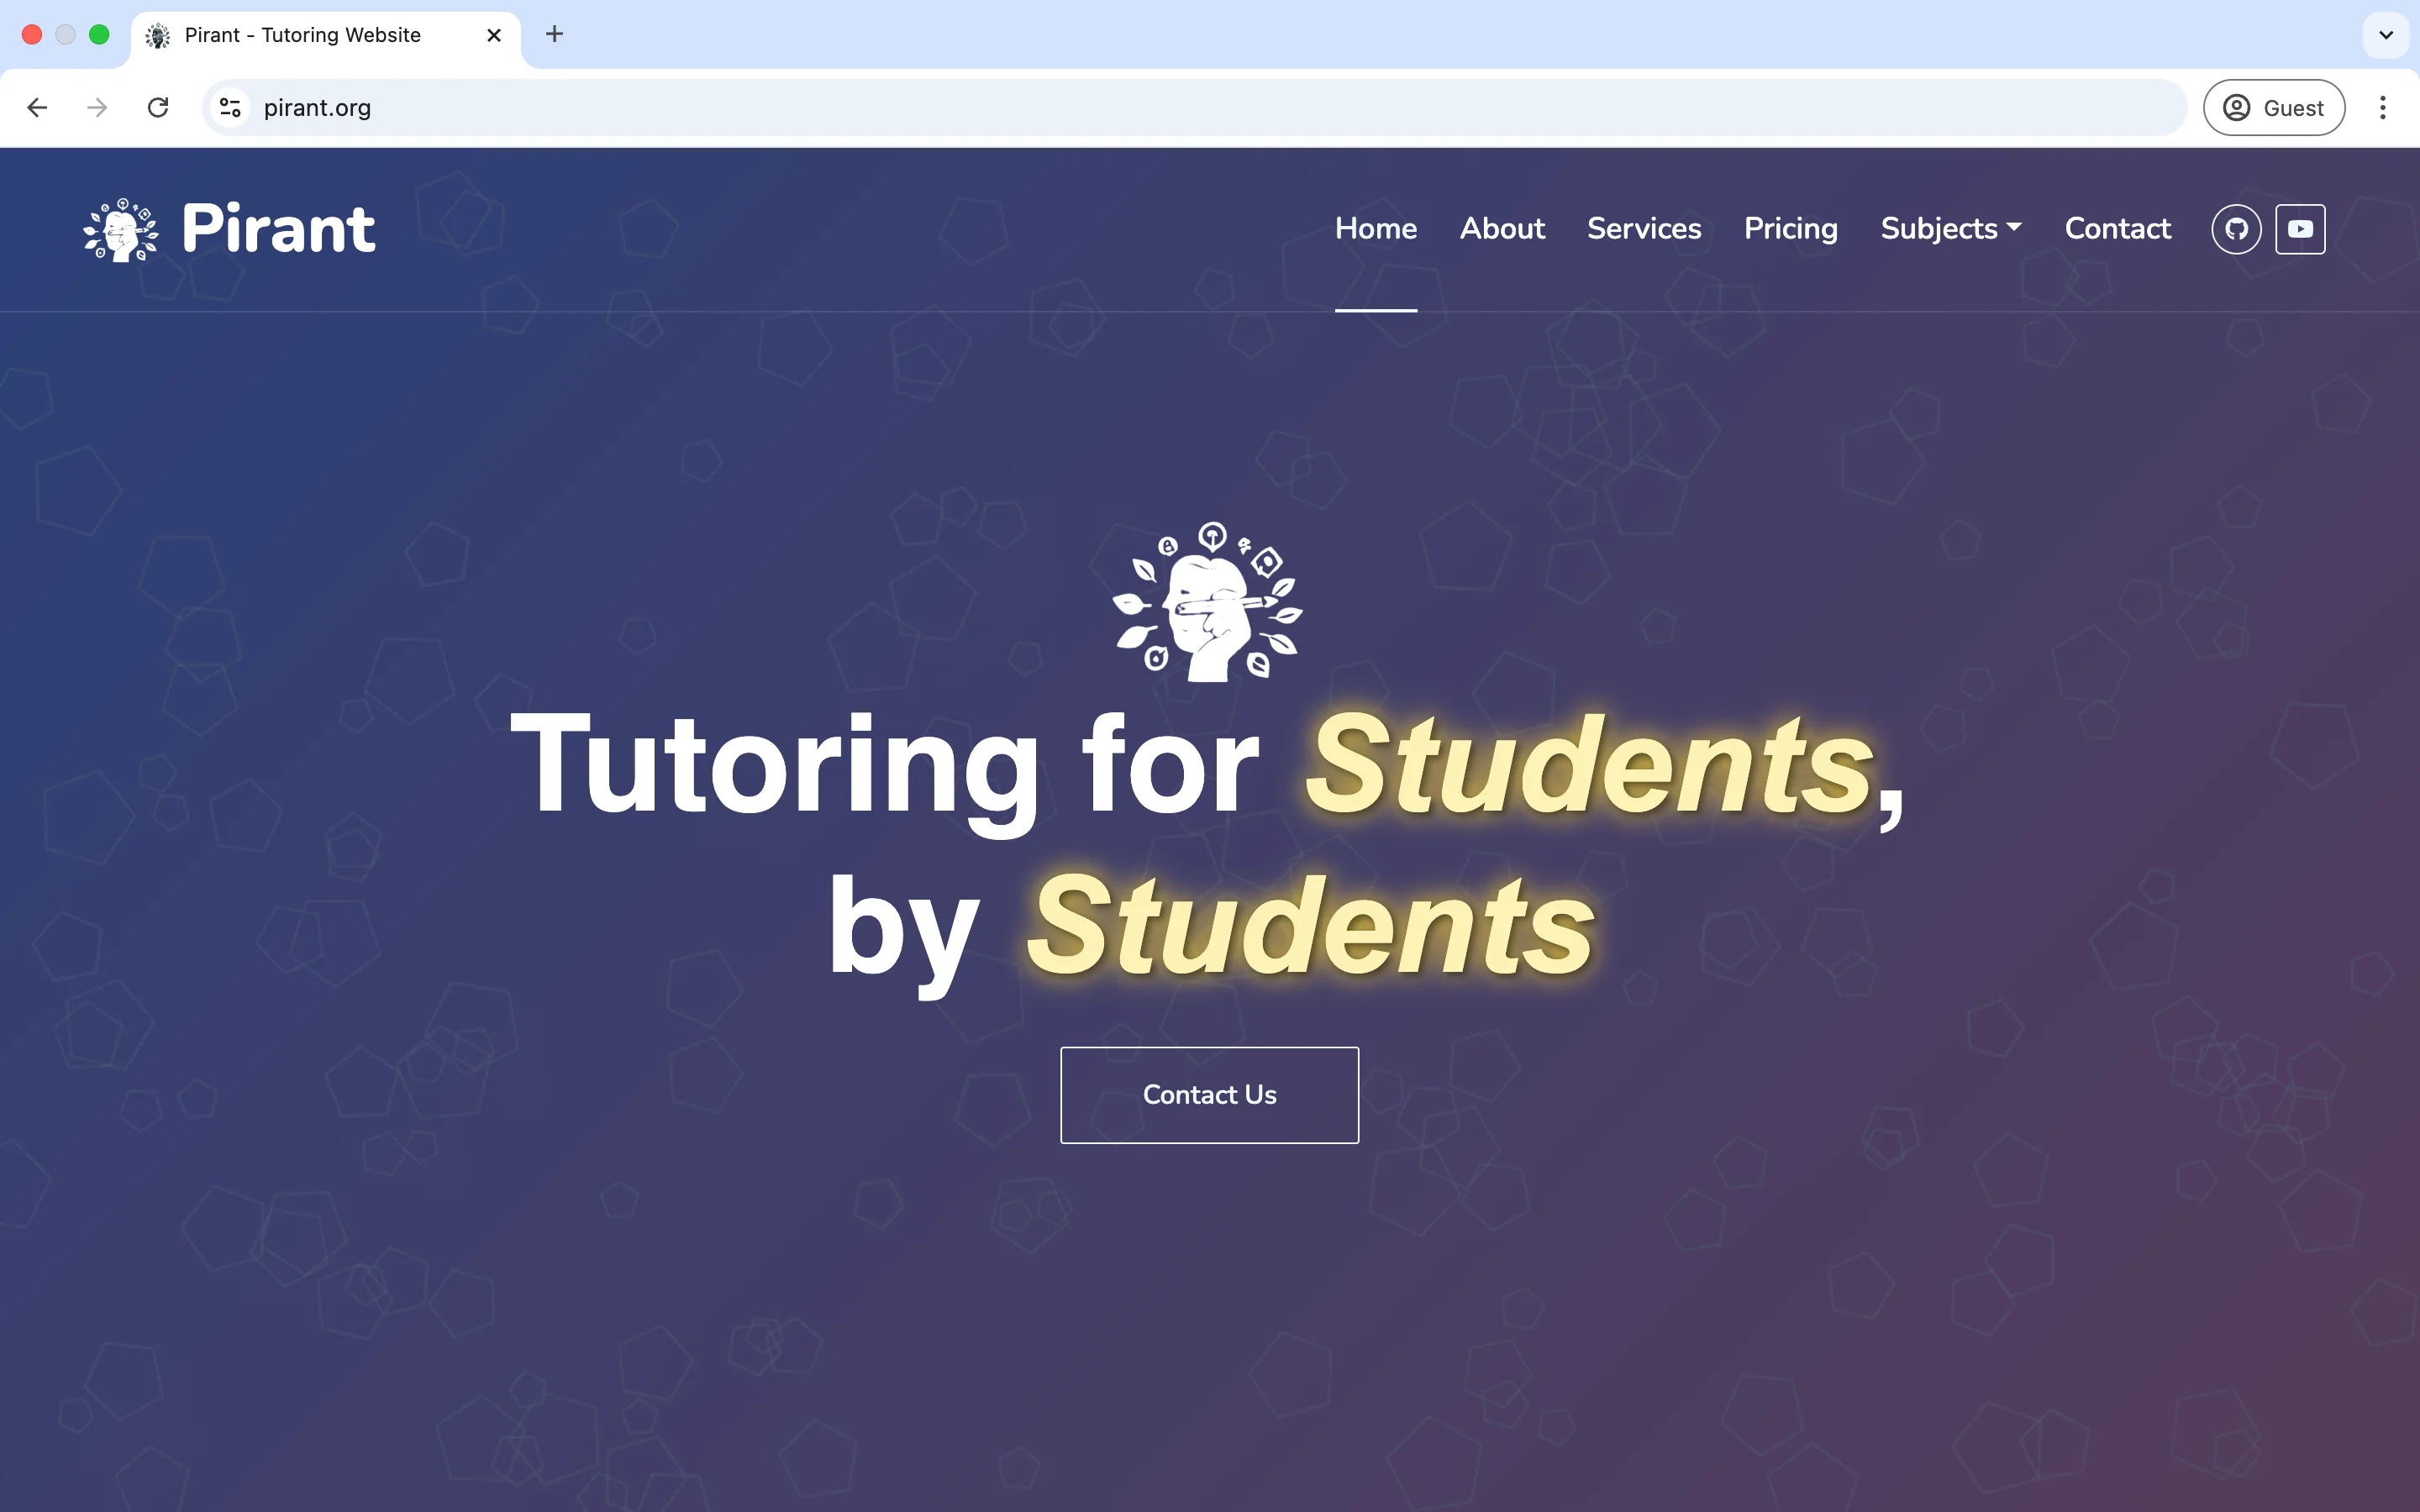 Pirant - Tutoring Website
pirant.org
Guest
Pirant
Home About Services Pricing Subjects Contact
Tutoring for Students,
by Students
Contact Us